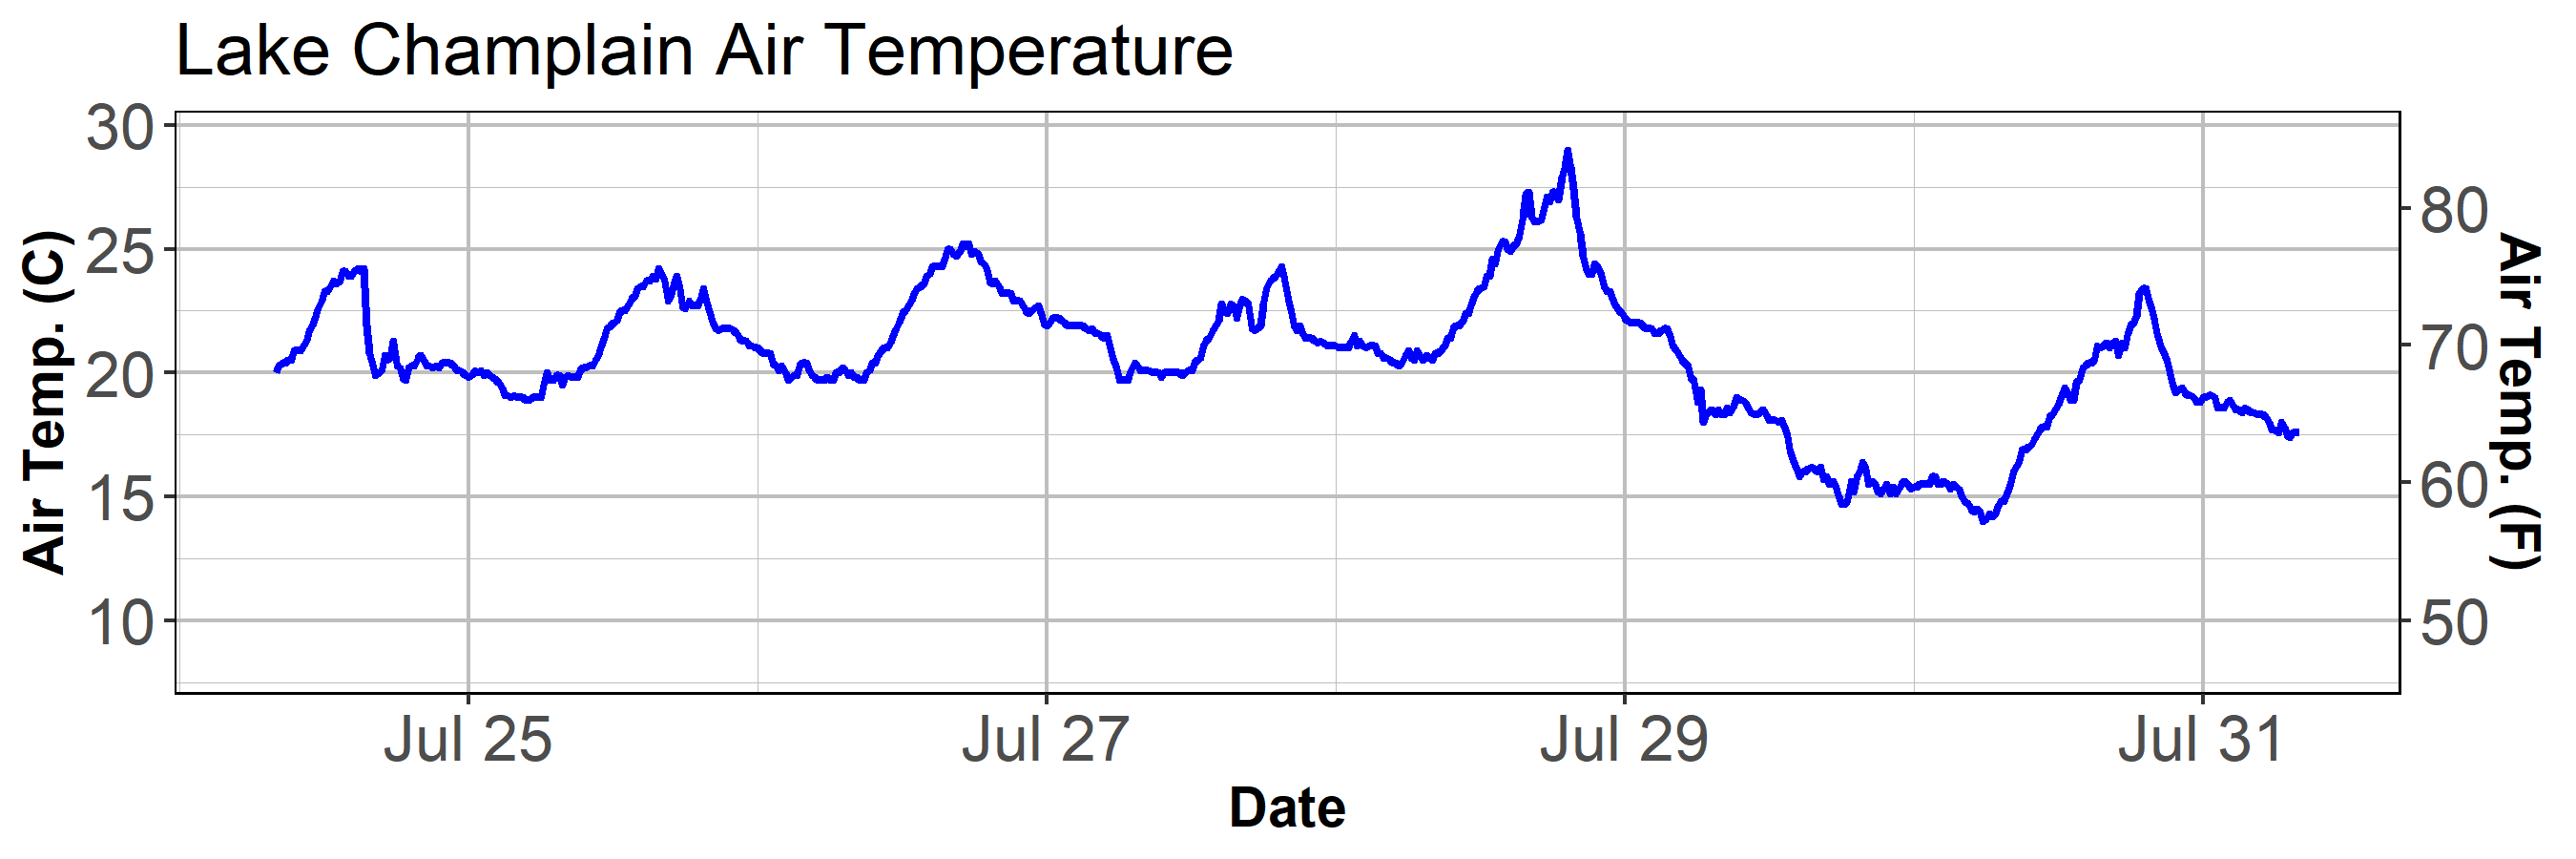 Lake Champlain Air Temperature
30
25
20
15
10
Air Temp. (C)
80
70
60
50
Air Temp. (F)
Jul 25 Jul 27 Jul 29 Jul 31
Date